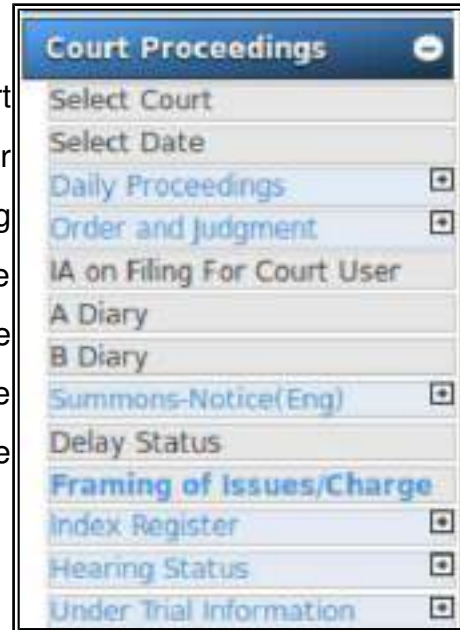 Court Proceedings
Select Court
Select Date
Daily Proceedings
Order and Judgment
IA on Filing For Court User
A Diary
B Diary
Summons-Notice(Eng)
Delay Status
Framing of Issues/Charge
Index Register
Hearing Status
Under Trial Information